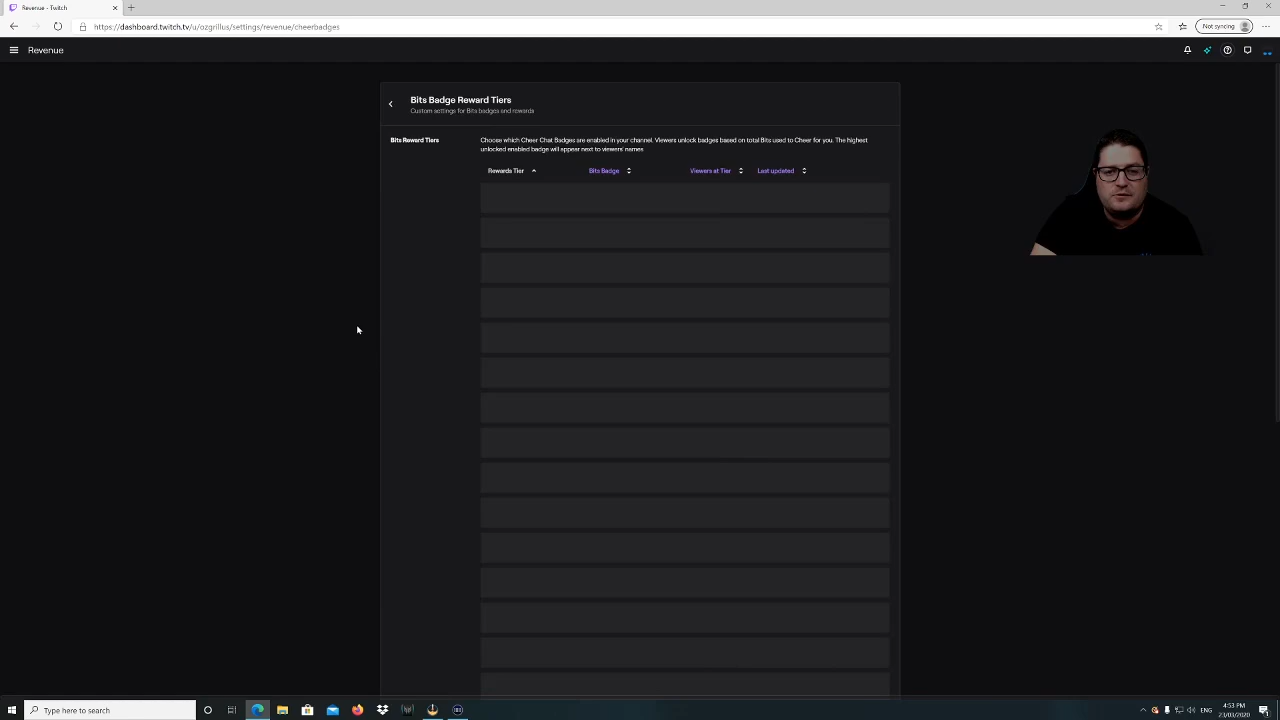 Revenue - Twitch
https://dashboard.twitch.tv/u/ozgrillus/settings/revenue/cheerbadges
Not syncing
Revenue
Bits Badge Reward Tiers
Custom settings for Bits badges and rewards
Bits Reward Tiers
Choose which Cheer Chat Badges are enabled in your channel. Viewers unlock badges based on total Bits used to Cheer for you. The highest
unlocked enabled badge will appear next to viewers' names
Rewards Tier
Bits Badge
Viewers at Tier
Last updated
Type here to search
ENG
4:53 PM
23/03/2020